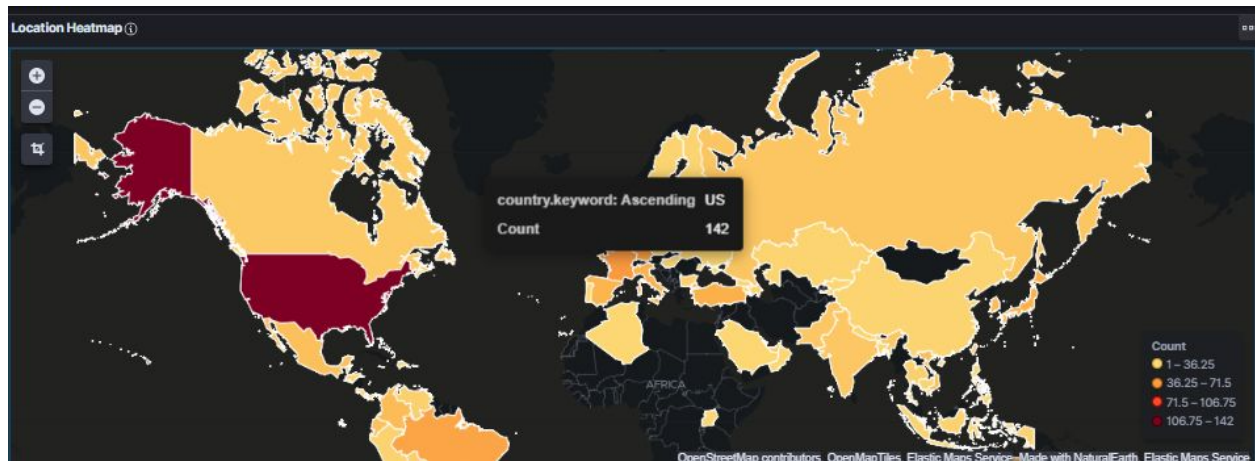 Location Heatmap
country.keyword: Ascending US
Count 142
AFRICA
Count
1 – 36.25
36.25 – 71.5
71.5 – 106.75
106.75 – 142
OpenStreetMap contributors, OpenMapTiles, Elastic Maps Service, Made with NaturalEarth, Elastic Maps Service